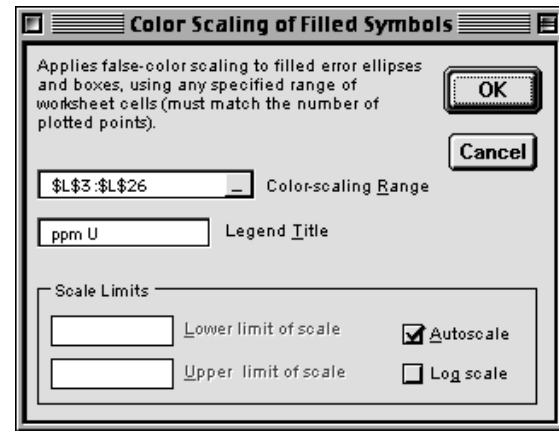 Color Scaling of Filled Symbols
Applies false-color scaling to filled error ellipses
and boxes, using any specified range of
worksheet cells (must match the number of
plotted points).
OK
Cancel
$L$3:$L$26 _ Color-scaling Range
ppm U Legend Title
Scale Limits
Lower limit of scale Autoscale
Upper limit of scale Log scale